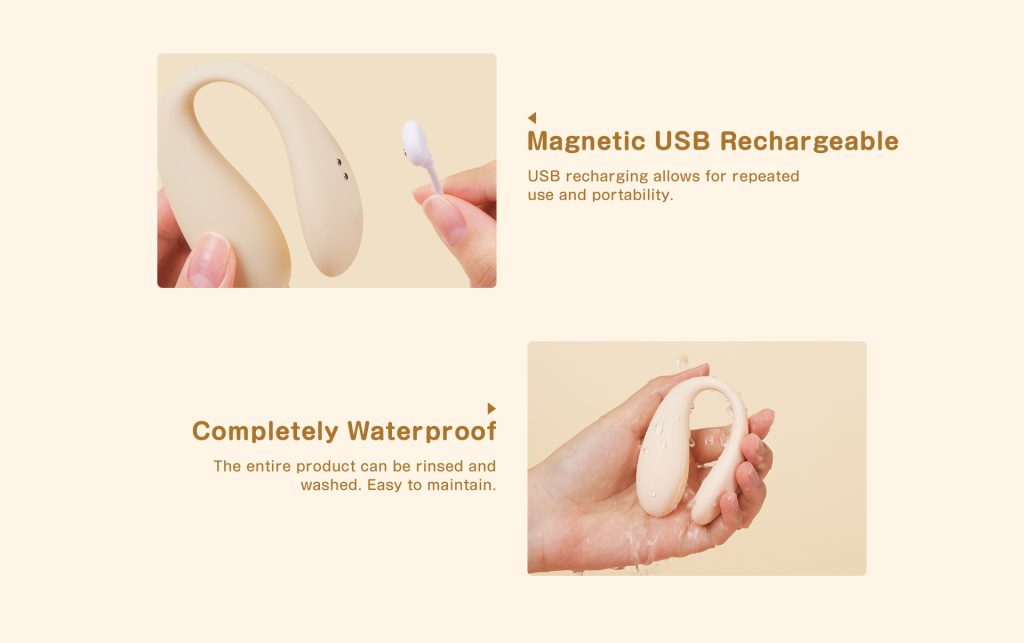 Magnetic USB Rechargeable
USB recharging allows for repeated
use and portability.
Completely Waterproof
The entire product can be rinsed and
washed. Easy to maintain.